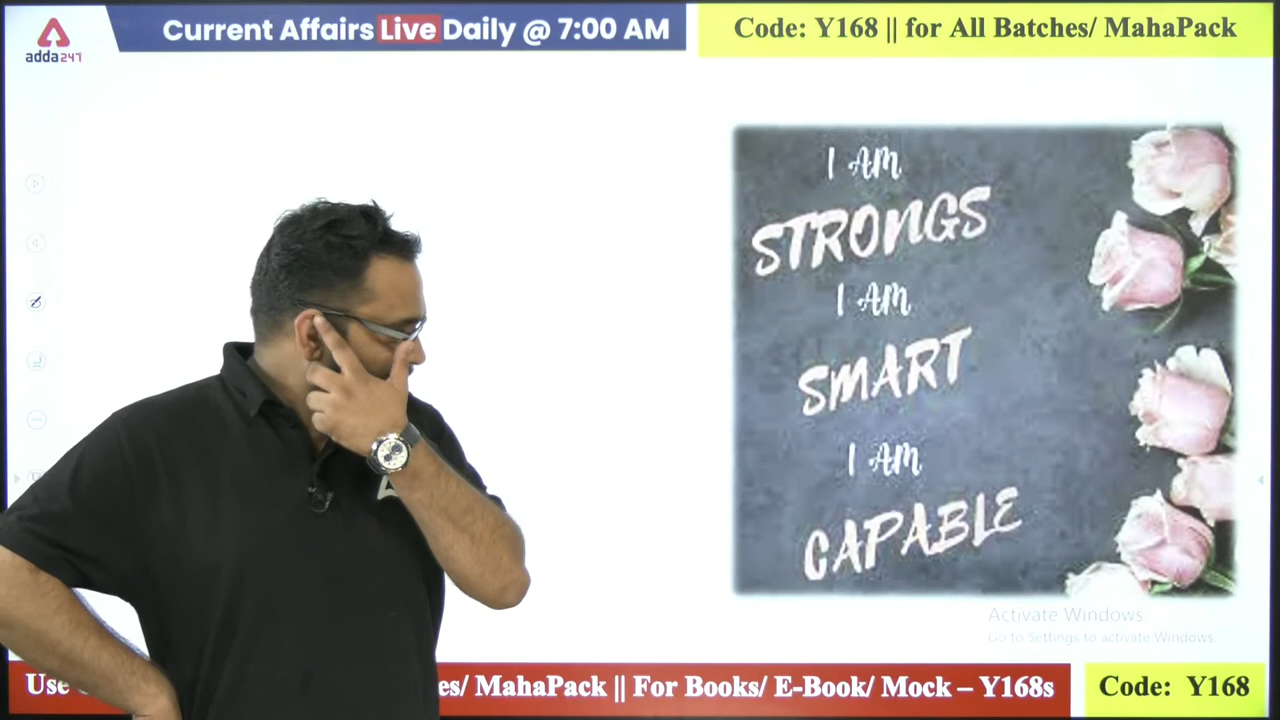 adda247
Current Affairs Live Daily @ 7:00 AM
Code: Y168 || for All Batches/ MahaPack
I AM
STRONGS
I AM
SMART
I AM
CAPABLE
Activate Windows
Go to Settings to activate Windows.
Use
es/ MahaPack || For Books/ E-Book/ Mock – Y168s
Code: Y168